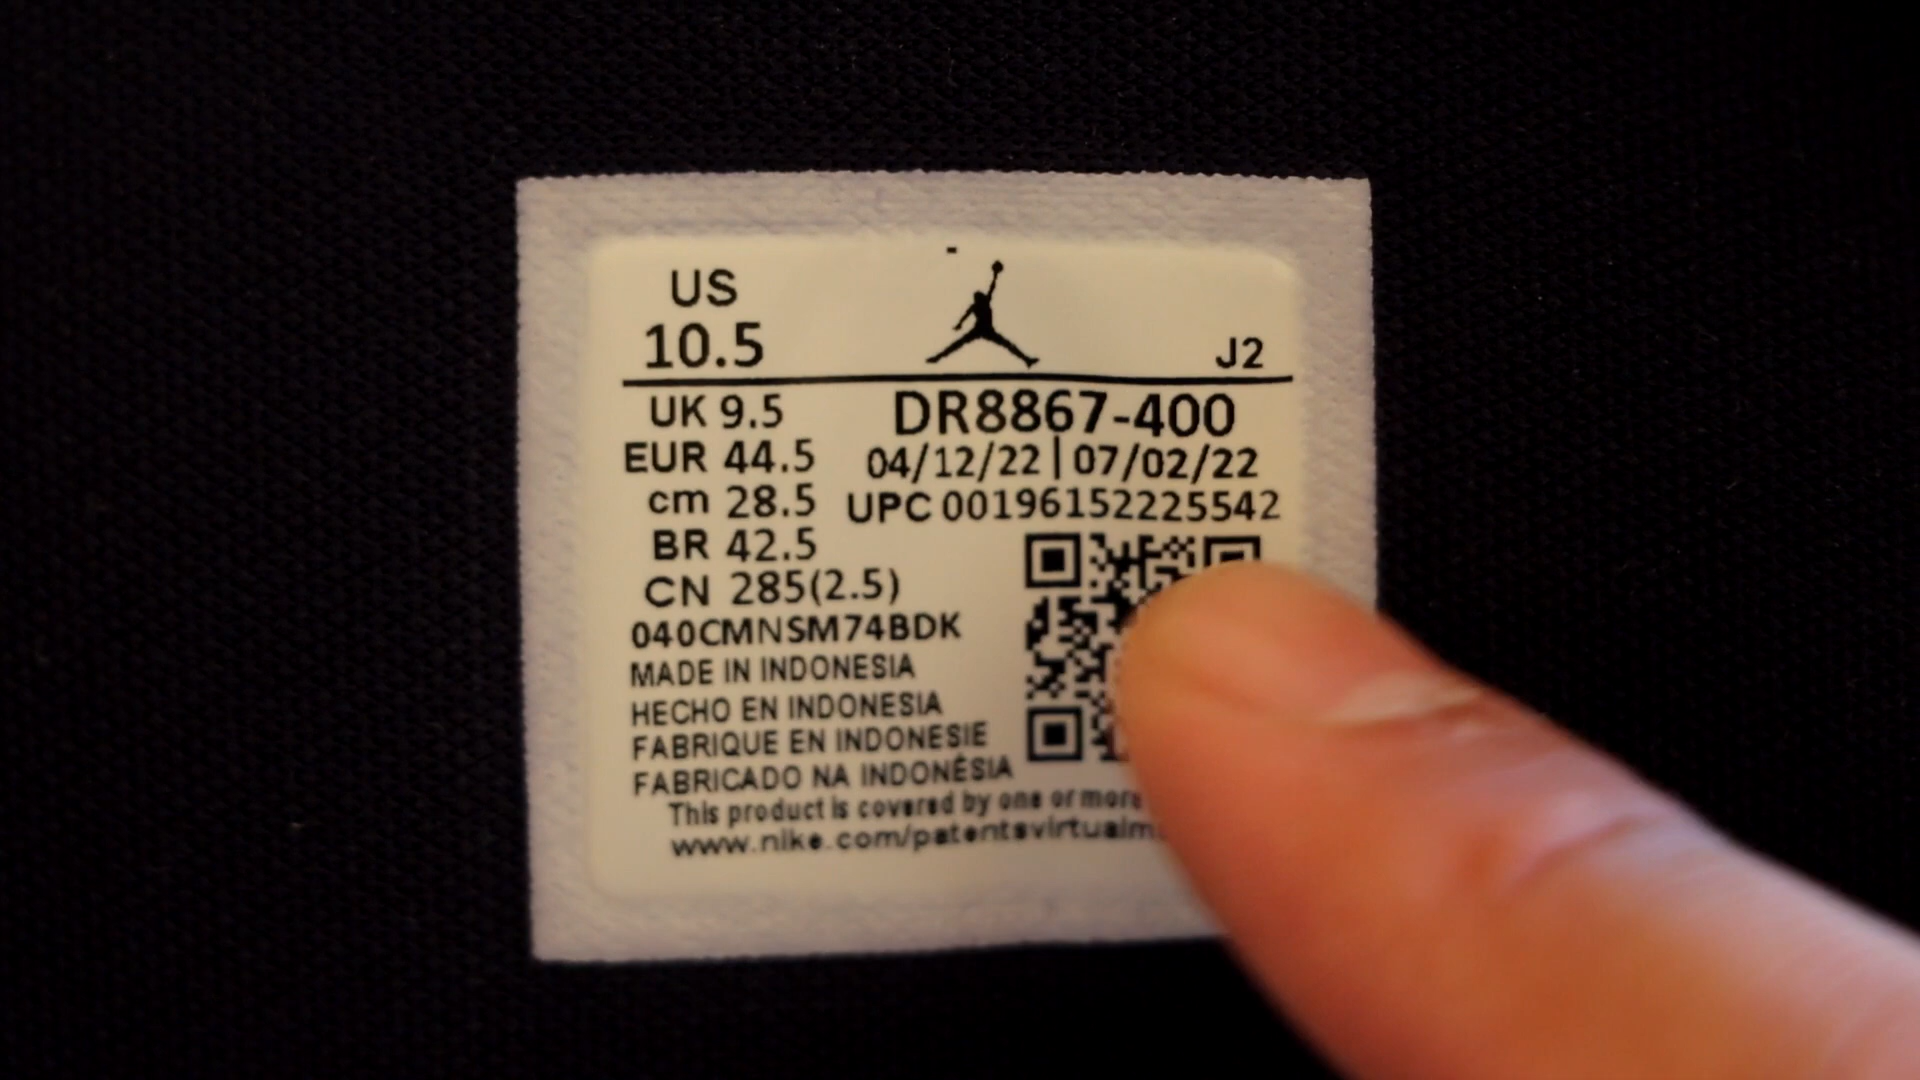 US
10.5
J2
UK 9.5
EUR 44.5
cm 28.5
BR 42.5
CN 285(2.5)
DR8867-400
04/12/22|07/02/22
UPC 00196152225542
040CMNSM74BDK
MADE IN INDONESIA
HECHO EN INDONESIA
FABRIQUE EN INDONESIE
FABRICADO NA INDONÉSIA
This product is covered by one or more
www.nike.com/patentsvirtualm